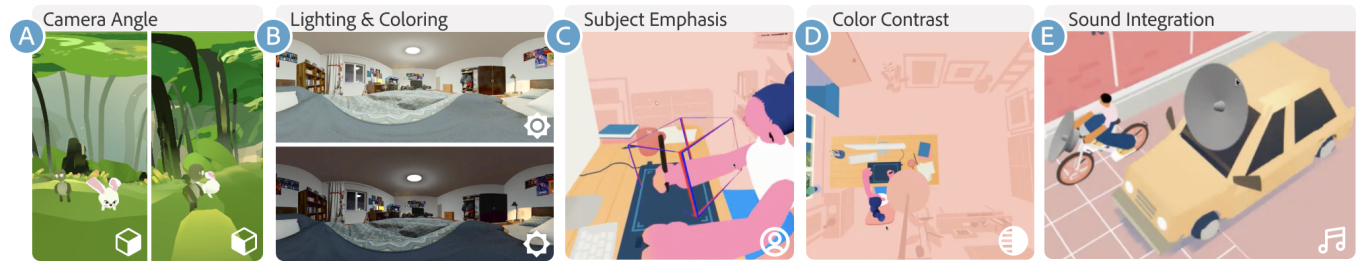 Camera Angle
Lighting & Coloring
Subject Emphasis
Color Contrast
Sound Integration
A
B
C
D
E